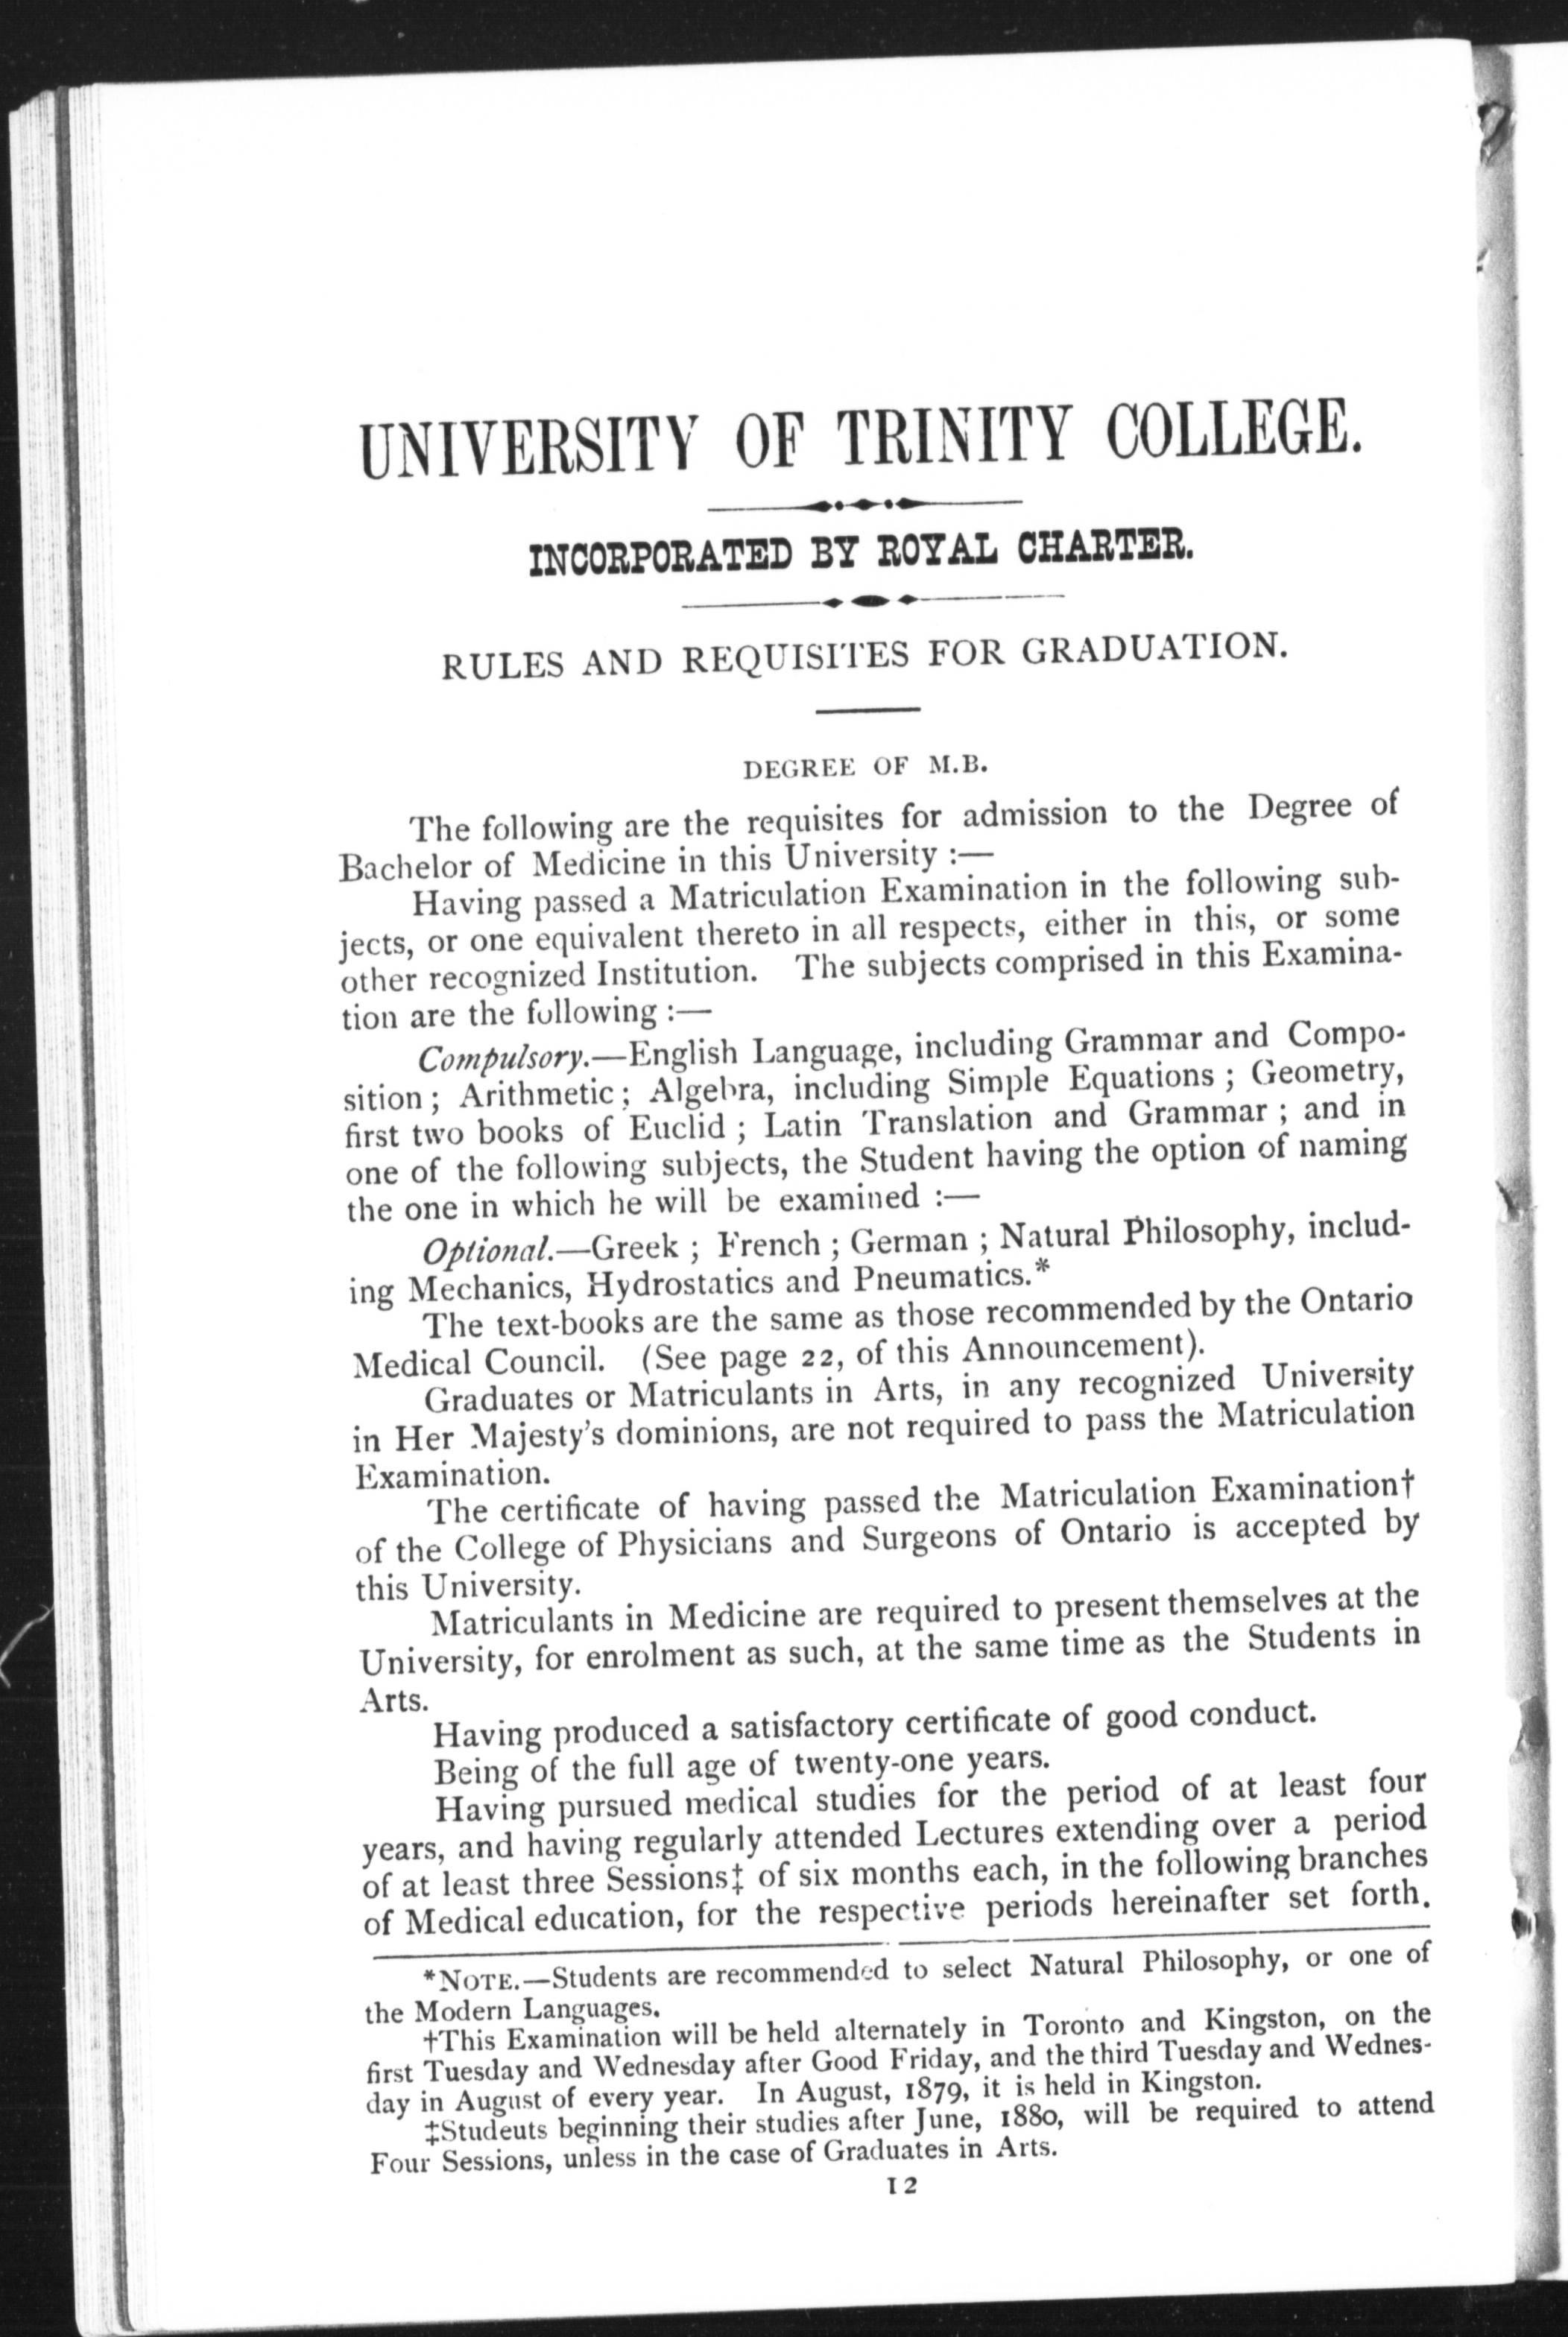 UNIVERSITY OF TRINITY COLLEGE.
INCORPORATED BY ROYAL CHARTER.
RULES AND REQUISITES FOR GRADUATION.
DEGREE OF M.B.
The following are the requisites for admission to the Degree of
Bachelor of Medicine in this University :—
Having passed a Matriculation Examination in the following sub-
jects, or one equivalent thereto in all respects, either in this, or some
other recognized Institution. The subjects comprised in this Examina-
tion are the following :—
Compulsory.—English Language, including Grammar and Compo-
sition ; Arithmetic ; Algebra, including Simple Equations ; Geometry,
first two books of Euclid ; Latin Translation and Grammar ; and in
one of the following subjects, the Student having the option of naming
the one in which he will be examined :—
Optional.—Greek ; French ; German ; Natural Philosophy, includ-
ing Mechanics, Hydrostatics and Pneumatics.*
The text-books are the same as those recommended by the Ontario
Medical Council. (See page 22, of this Announcement).
Graduates or Matriculants in Arts, in any recognized University
in Her Majesty's dominions, are not required to pass the Matriculation
Examination.
The certificate of having passed the Matriculation Examination†
of the College of Physicians and Surgeons of Ontario is accepted by
this University.
Matriculants in Medicine are required to present themselves at the
University, for enrolment as such, at the same time as the Students in
Arts.
Having produced a satisfactory certificate of good conduct.
Being of the full age of twenty-one years.
Having pursued medical studies for the period of at least four
years, and having regularly attended Lectures extending over a period
of at least three Sessions‡ of six months each, in the following branches
of Medical education, for the respective periods hereinafter set forth.
*NOTE.—Students are recommended to select Natural Philosophy, or one of
the Modern Languages.
†This Examination will be held alternately in Toronto and Kingston, on the
first Tuesday and Wednesday after Good Friday, and the third Tuesday and Wednes-
day in August of every year. In August, 1879, it is held in Kingston.
‡Studeuts beginning their studies after June, 1880, will be required to attend
Four Sessions, unless in the case of Graduates in Arts.
12